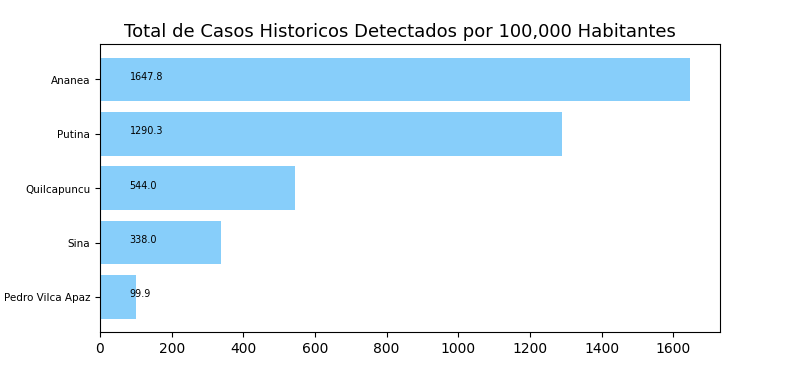 Total de Casos Historicos Detectados por 100,000 Habitantes
Ananea 1647.8
Putina 1290.3
Quilcapuncu 544.0
Sina 338.0
Pedro Vilca Apaz 99.9
0 200 400 600 800 1000 1200 1400 1600